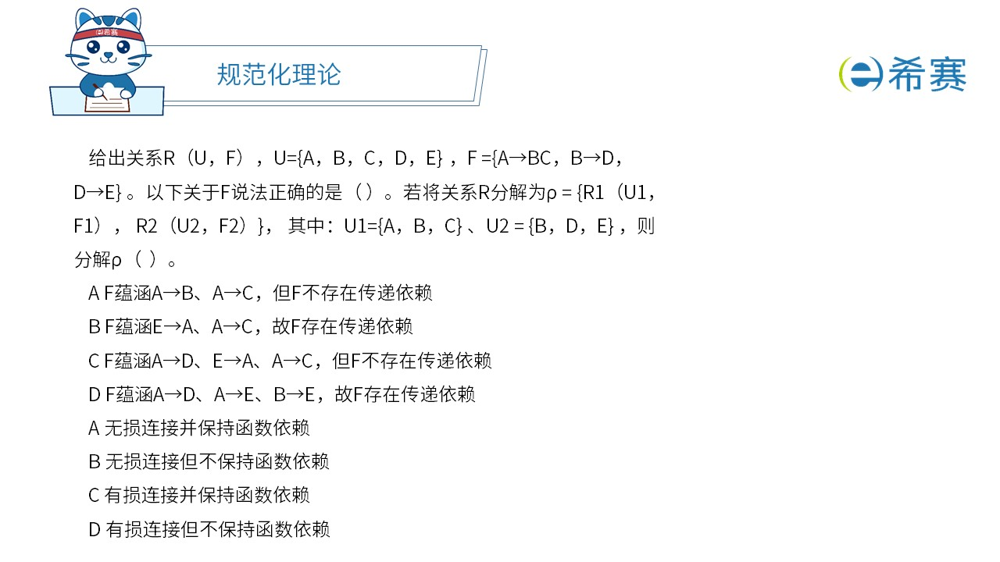 希赛
规范化理论
希赛
给出关系R（U，F），U={A，B，C，D，E} ，F ={A→BC，B→D，
D→E} 。以下关于F说法正确的是（ ）。若将关系R分解为ρ = {R1（U1，
F1）， R2（U2，F2）}， 其中：U1={A，B，C} 、U2 = {B，D，E} ，则
分解ρ （ ）。
A F蕴涵A→B、A→C，但F不存在传递依赖
B F蕴涵E→A、A→C，故F存在传递依赖
C F蕴涵A→D、E→A、A→C，但F不存在传递依赖
D F蕴涵A→D、A→E、B→E，故F存在传递依赖
A 无损连接并保持函数依赖
B 无损连接但不保持函数依赖
C 有损连接并保持函数依赖
D 有损连接但不保持函数依赖